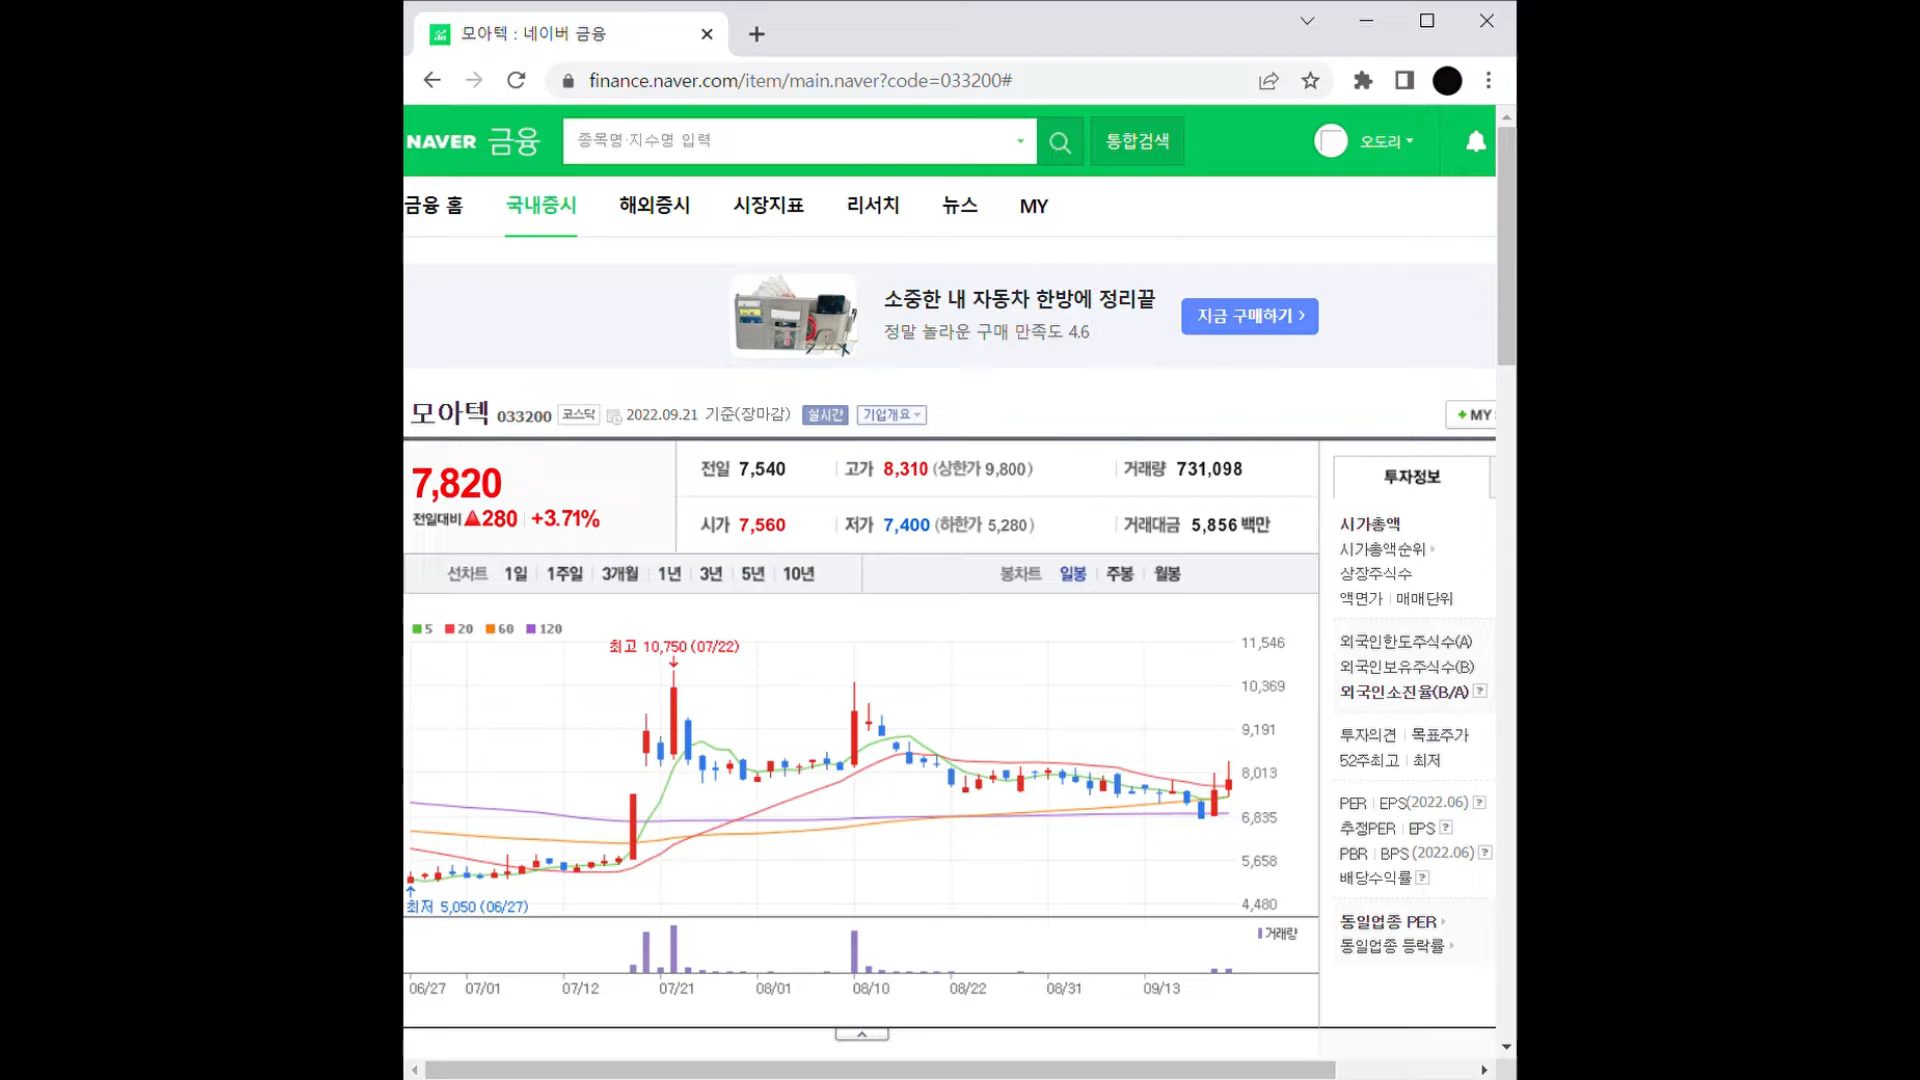 모아텍 : 네이버 금융
finance.naver.com/item/main.naver?code=033200#
NAVER 금융
종목명·지수명 입력
통합검색
오도리
금융 홈 국내증시 해외증시 시장지표 리서치 뉴스 MY
소중한 내 자동차 한방에 정리끝
정말 놀라운 구매 만족도 4.6
지금 구매하기
모아텍 033200 코스닥 2022.09.21 기준(장마감) 실시간 기업개요
+ MY
7,820
전일대비 ▲280 +3.71%
전일 7,540 고가 8,310 (상한가 9,800) 거래량 731,098
시가 7,560 저가 7,400 (하한가 5,280) 거래대금 5,856 백만
선차트 1일 1주일 3개월 1년 3년 5년 10년 봉차트 일봉 주봉 월봉
5 20 60 120
최고 10,750 (07/22)
11,546
10,369
9,191
8,013
6,835
5,658
4,480
최저 5,050 (06/27)
거래량
06/27 07/01 07/12 07/21 08/01 08/10 08/22 08/31 09/13
투자정보
시가총액
시가총액순위
상장주식수
액면가 | 매매단위
외국인한도주식수(A)
외국인보유주식수(B)
외국인소진율(B/A) ?
투자의견 | 목표주가
52주최고 | 최저
PER | EPS(2022.06) ?
추정PER | EPS ?
PBR | BPS (2022.06) ?
배당수익률 ?
동일업종 PER
동일업종 등락률